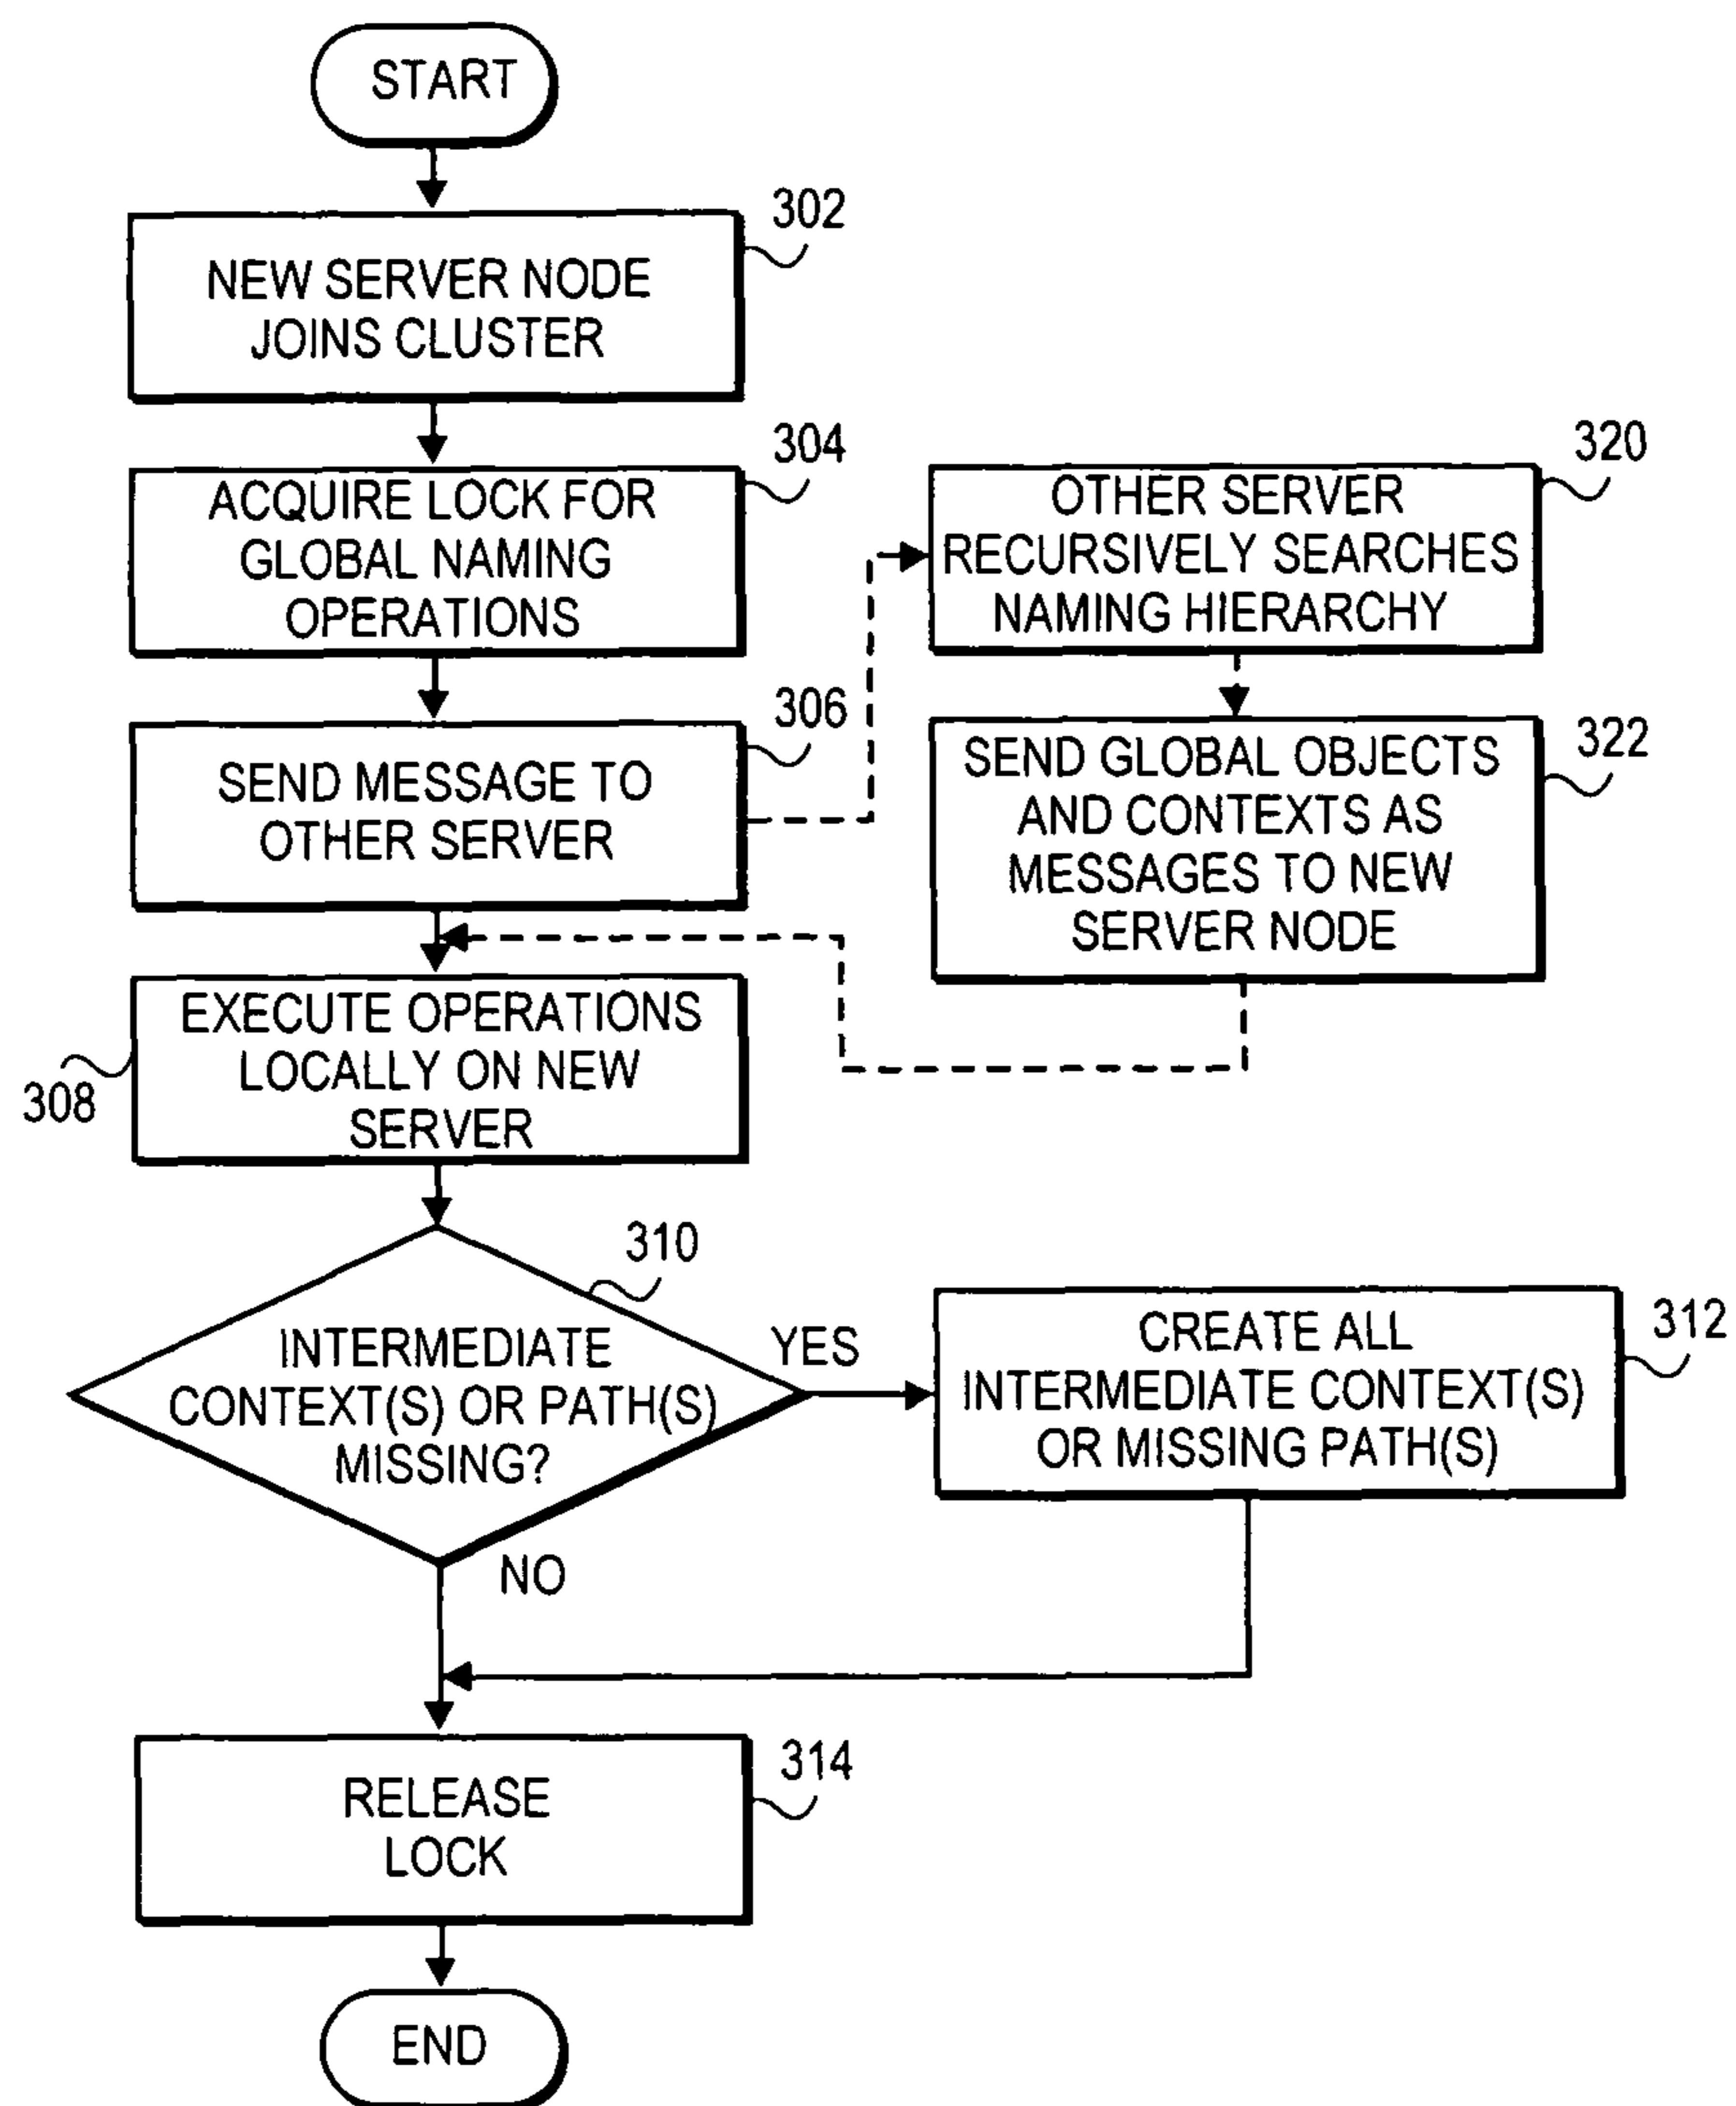 START
302
NEW SERVER NODE
JOINS CLUSTER
304
ACQUIRE LOCK FOR
GLOBAL NAMING
OPERATIONS
320
OTHER SERVER
RECURSIVELY SEARCHES
NAMING HIERARCHY
306
SEND MESSAGE TO
OTHER SERVER
322
SEND GLOBAL OBJECTS
AND CONTEXTS AS
MESSAGES TO NEW
SERVER NODE
308
EXECUTE OPERATIONS
LOCALLY ON NEW
SERVER
310
INTERMEDIATE
CONTEXT(S) OR PATH(S)
MISSING?
YES
312
CREATE ALL
INTERMEDIATE CONTEXT(S)
OR MISSING PATH(S)
NO
314
RELEASE
LOCK
END